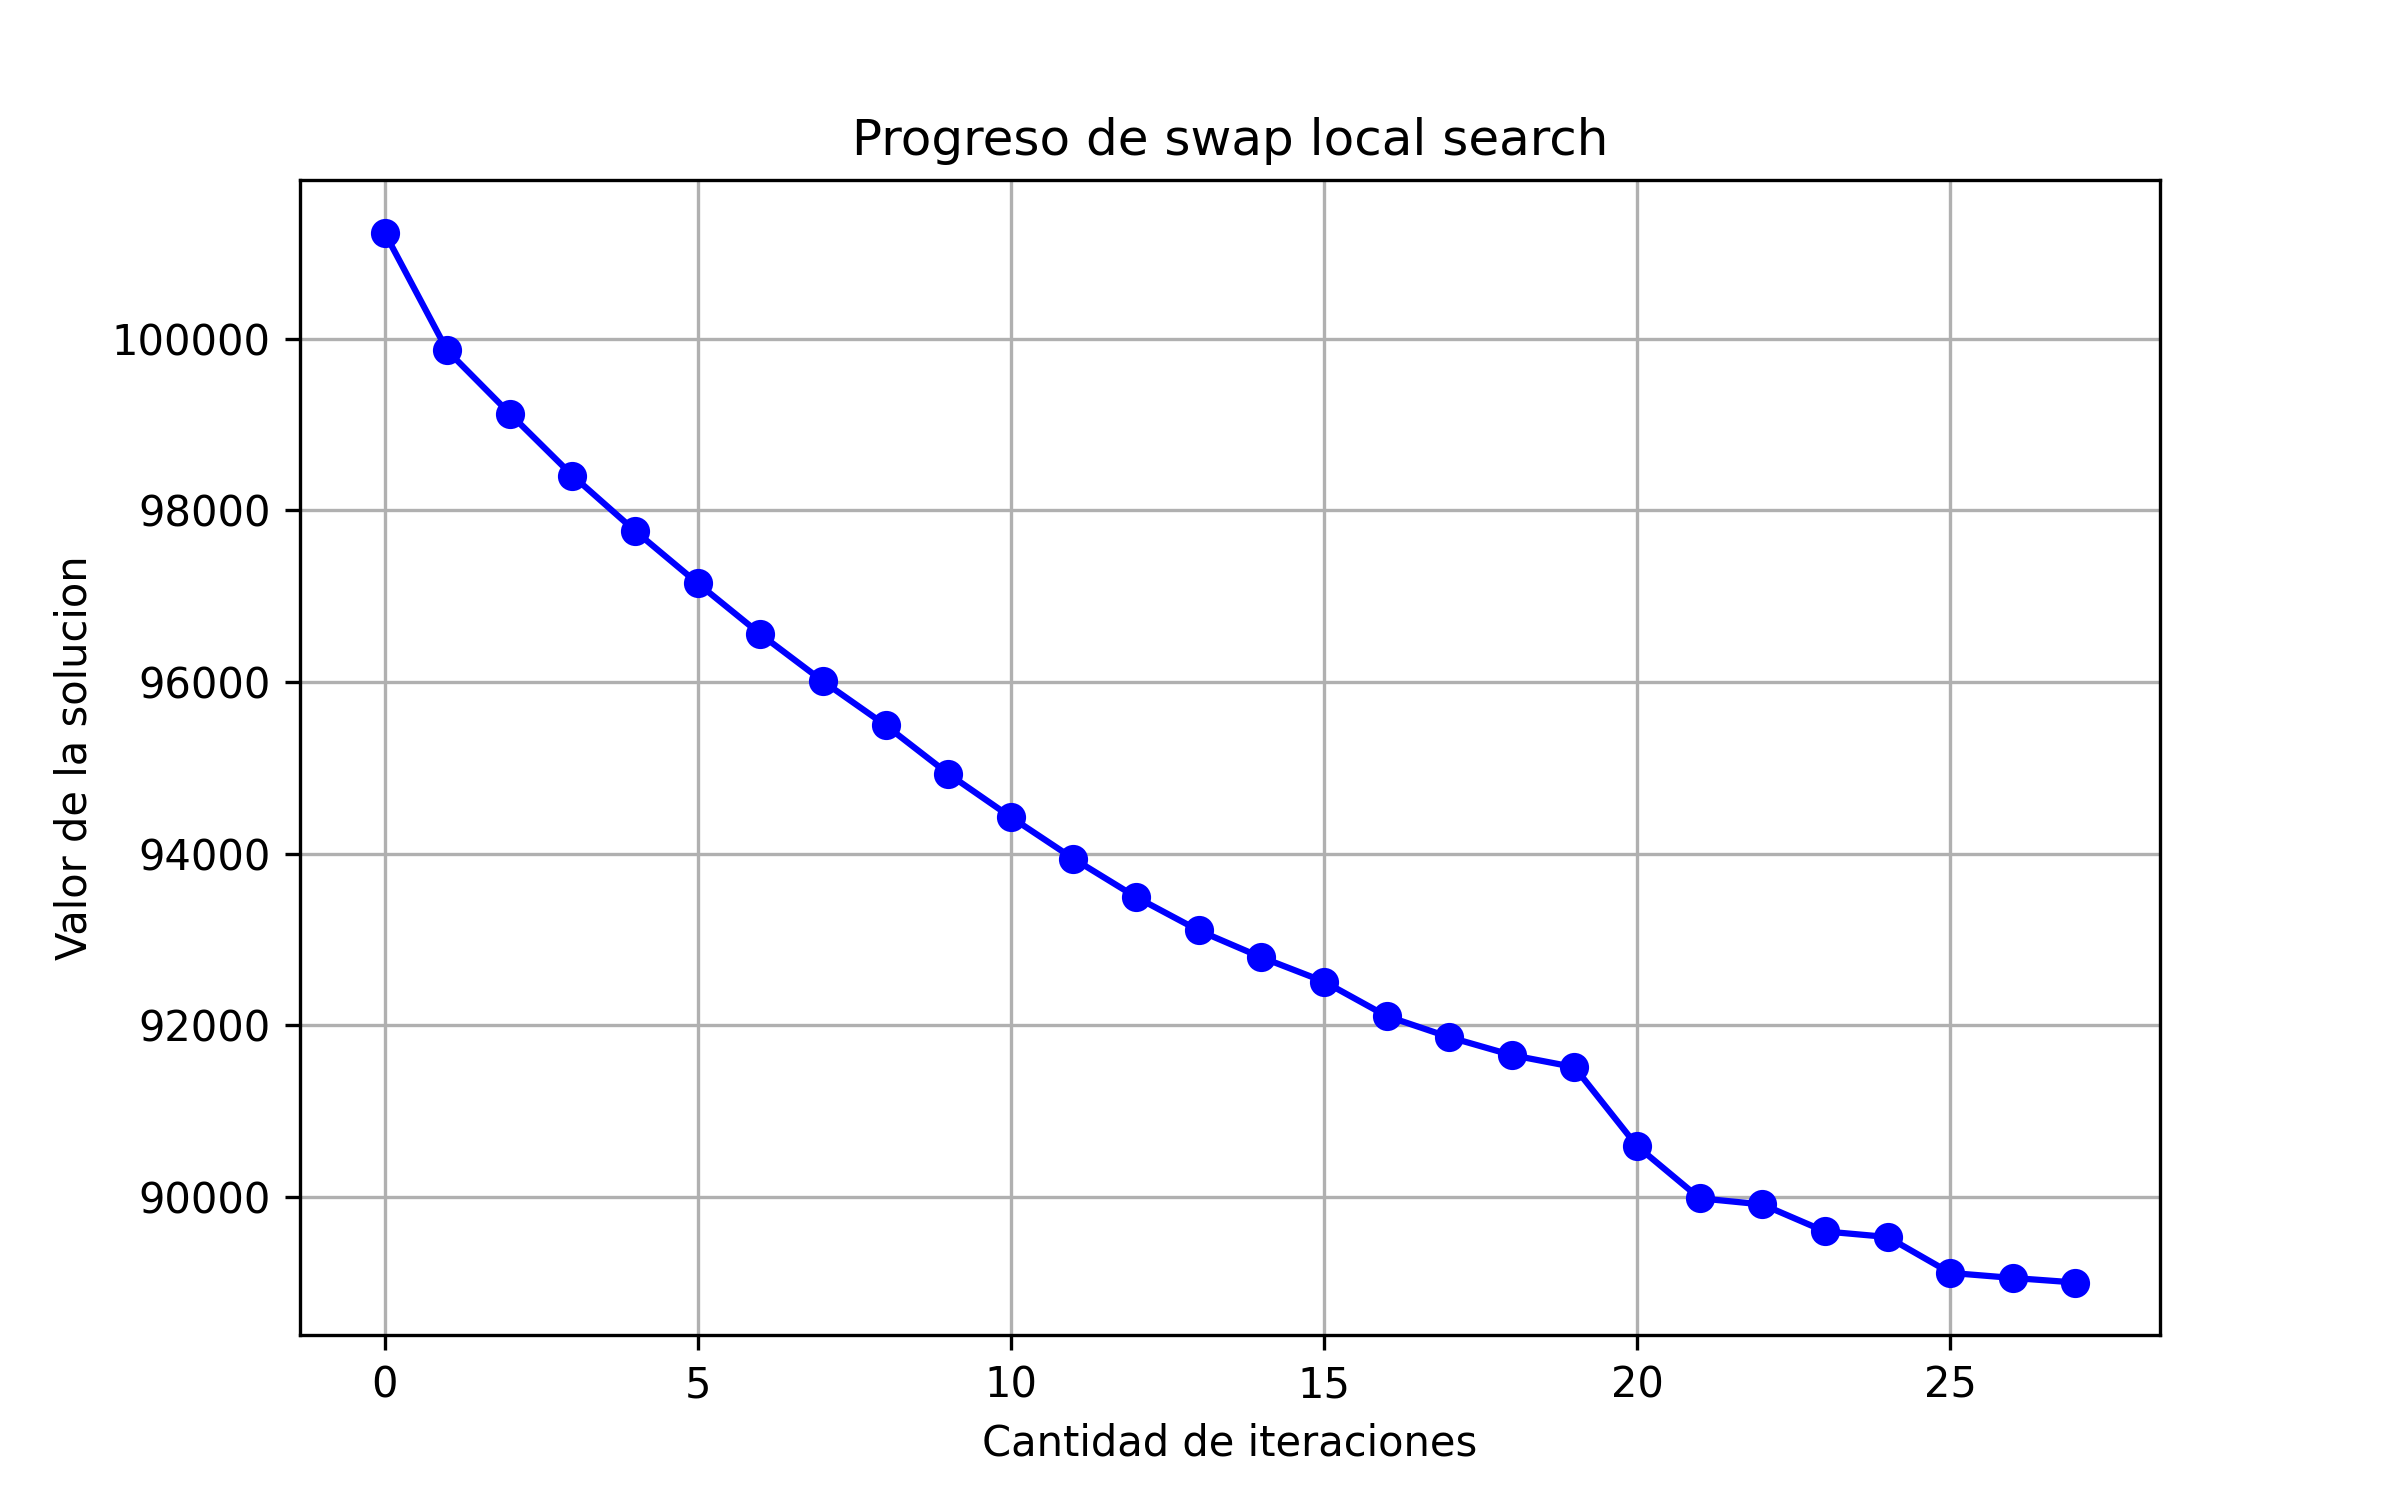 Progreso de swap local search
Valor de la solucion
100000
98000
96000
94000
92000
90000
0 5 10 15 20 25
Cantidad de iteraciones